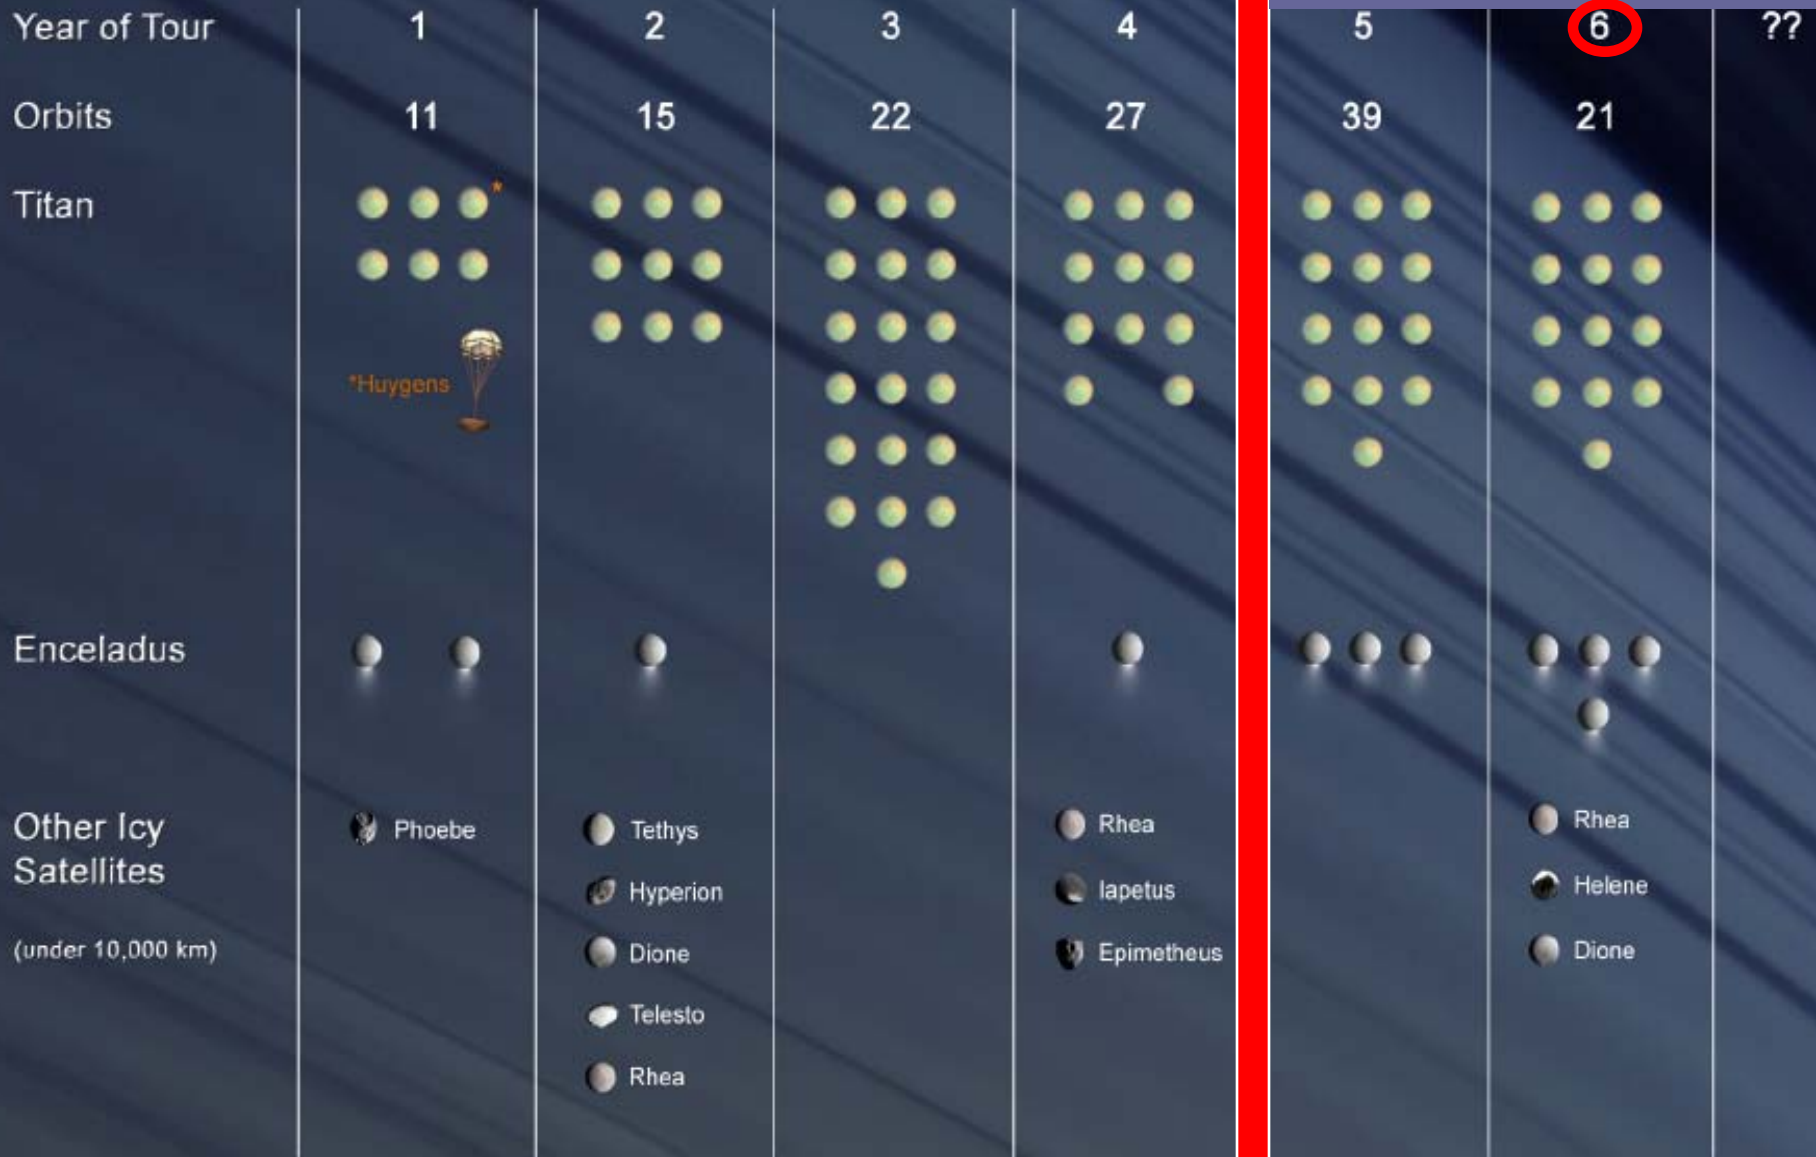 Year of Tour 1 2 3 4 5 6 ??
Orbits 11 15 22 27 39 21
Titan *
*Huygens
Enceladus
Other Icy
Satellites
(under 10,000 km)
Phoebe
Tethys
Hyperion
Dione
Telesto
Rhea
Rhea
Iapetus
Epimetheus
Rhea
Helene
Dione